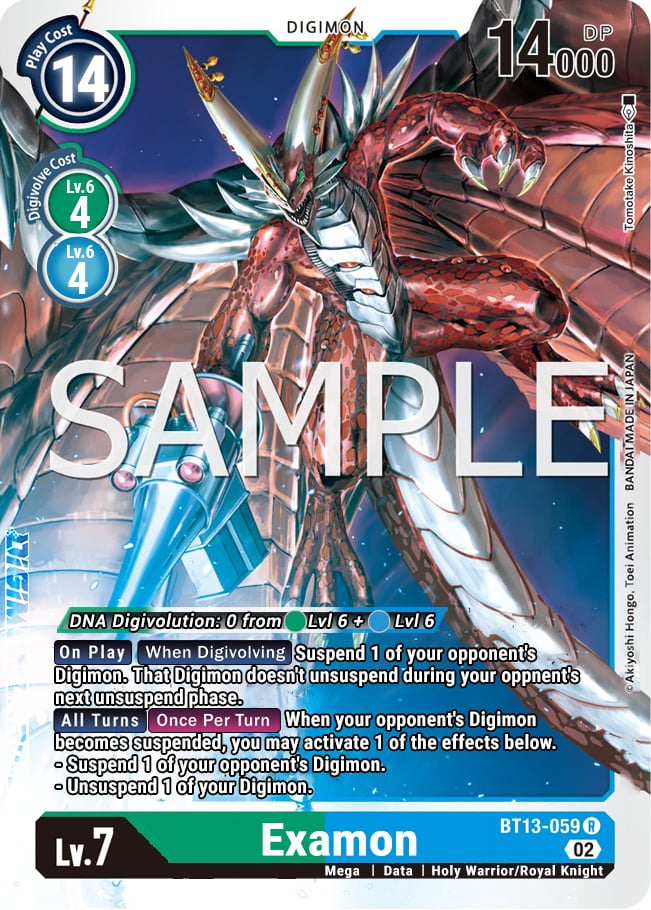 Play Cost
14
DIGIMON
14000
DP
Digivolve Cost
Lv.6
4
Lv.6
4
Tomotake Kinoshita
SAMPLE
BANDAI MADE IN JAPAN
©Akiyoshi Hongo, Toei Animation
DNA Digivolution: 0 from Lvl 6 + Lvl 6
On Play When Digivolving Suspend 1 of your opponent's
Digimon. That Digimon doesn't unsuspend during your oppnent's
next unsuspend phase.
All Turns Once Per Turn When your opponent's Digimon
becomes suspended, you may activate 1 of the effects below.
- Suspend 1 of your opponent's Digimon.
- Unsuspend 1 of your Digimon.
Lv.7
Examon
BT13-059 R
02
Mega | Data | Holy Warrior/Royal Knight